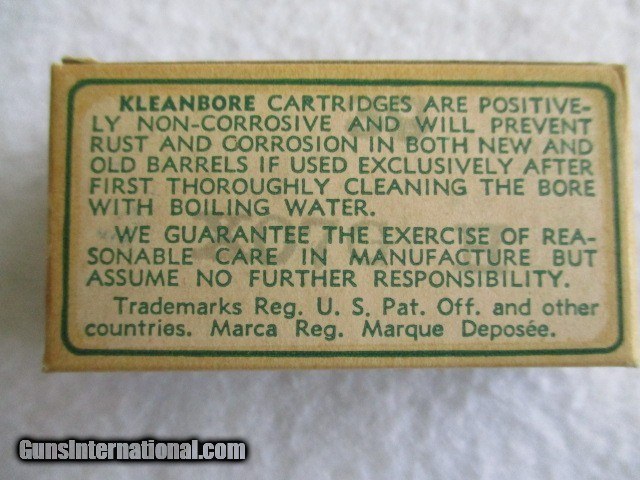 KLEANBORE CARTRIDGES ARE POSITIVE-
LY NON-CORROSIVE AND WILL PREVENT
RUST AND CORROSION IN BOTH NEW AND
OLD BARRELS IF USED EXCLUSIVELY AFTER
FIRST THOROUGHLY CLEANING THE BORE
WITH BOILING WATER.
WE GUARANTEE THE EXERCISE OF REA-
SONABLE CARE IN MANUFACTURE BUT
ASSUME NO FURTHER RESPONSIBILITY.
Trademarks Reg. U. S. Pat. Off. and other
countries. Marca Reg. Marque Deposée.
GunsInternational.com